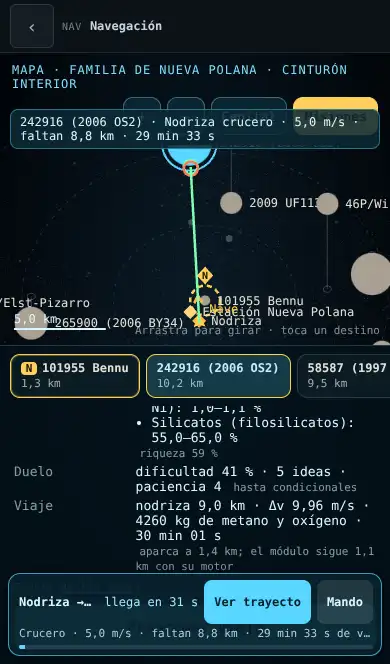 ‹ NAV Navegación
MAPA · FAMILIA DE NUEVA POLANA · CINTURÓN
INTERIOR
242916 (2006 OS2) · Nodriza crucero · 5,0 m/s ·
faltan 8,8 km · 29 min 33 s
2009 UF11
46P/Wi
N
101955 Bennu
/Elst-Pizarro
Estación Nueva Polana
5,0 km
265900 (2006 BY34)
Nodriza
Arrastra para girar · toca un destino
N 101955 Bennu
1,3 km
242916 (2006 OS2)
10,2 km
58587 (1997
9,5 km
Ni): 1,0–1,1 %
• Silicatos (filosilicatos):
55,0–65,0 %
riqueza 59 %
Duelo
dificultad 41 % · 5 ideas ·
paciencia 4 hasta condicionales
Viaje
nodriza 9,0 km · Δv 9,96 m/s ·
4260 kg de metano y oxígeno ·
30 min 01 s
aparca a 1,4 km; el módulo sigue 1,1
km con su motor
Nodriza →… llega en 31 s
Ver trayecto
Mando
Crucero · 5,0 m/s · faltan 8,8 km · 29 min 33 s de v…